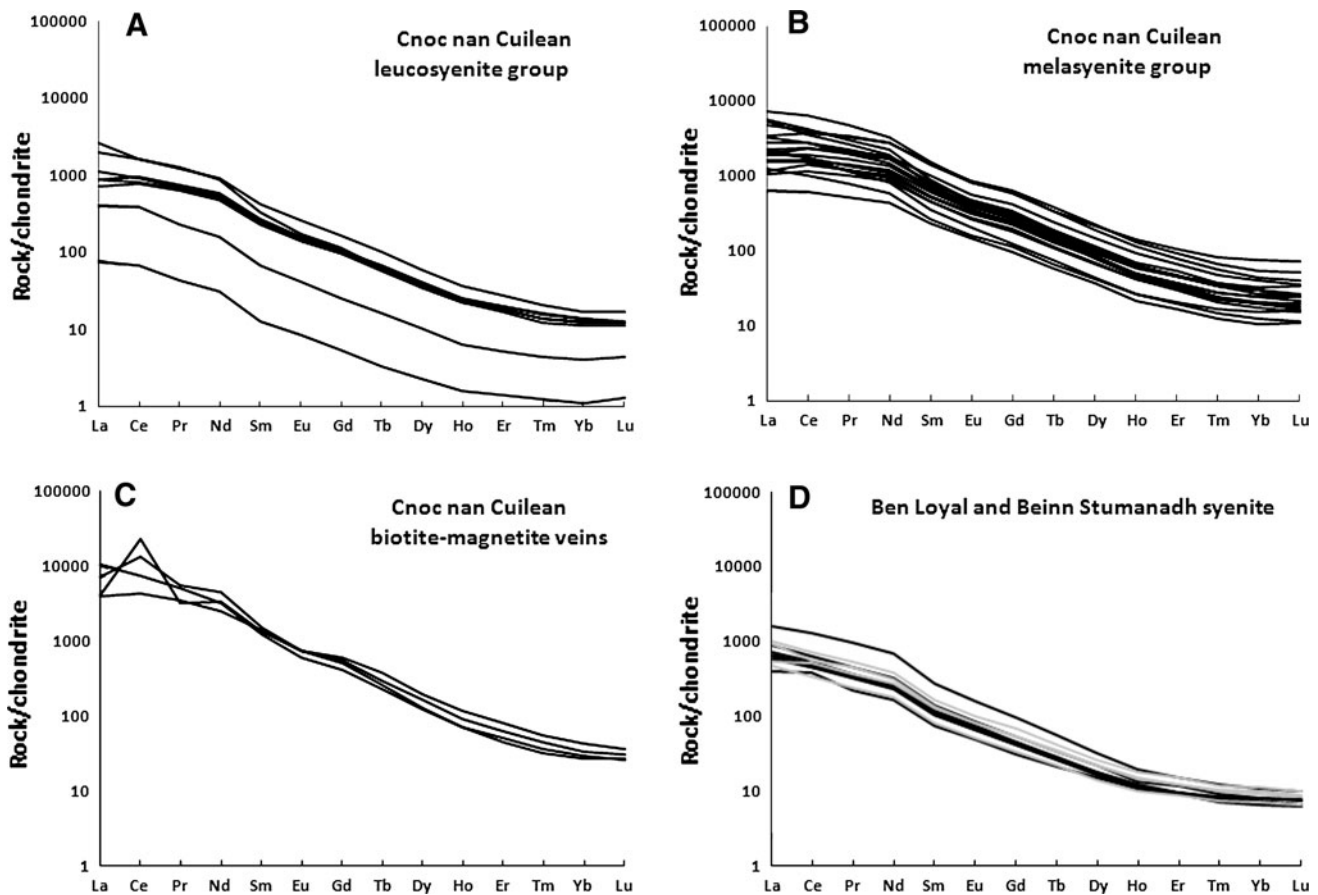 A
Cnoc nan Cuilean
leucosyenite group
100000
10000
1000
100
10
1
Rock/chondrite
La Ce Pr Nd Sm Eu Gd Tb Dy Ho Er Tm Yb Lu
B
Cnoc nan Cuilean
melasyenite group
100000
10000
1000
100
10
1
Rock/chondrite
La Ce Pr Nd Sm Eu Gd Tb Dy Ho Er Tm Yb Lu
C
Cnoc nan Cuilean
biotite-magnetite veins
100000
10000
1000
100
10
1
Rock/chondrite
La Ce Pr Nd Sm Eu Gd Tb Dy Ho Er Tm Yb Lu
D
Ben Loyal and Beinn Stumanadh syenite
100000
10000
1000
100
10
1
Rock/chondrite
La Ce Pr Nd Sm Eu Gd Tb Dy Ho Er Tm Yb Lu